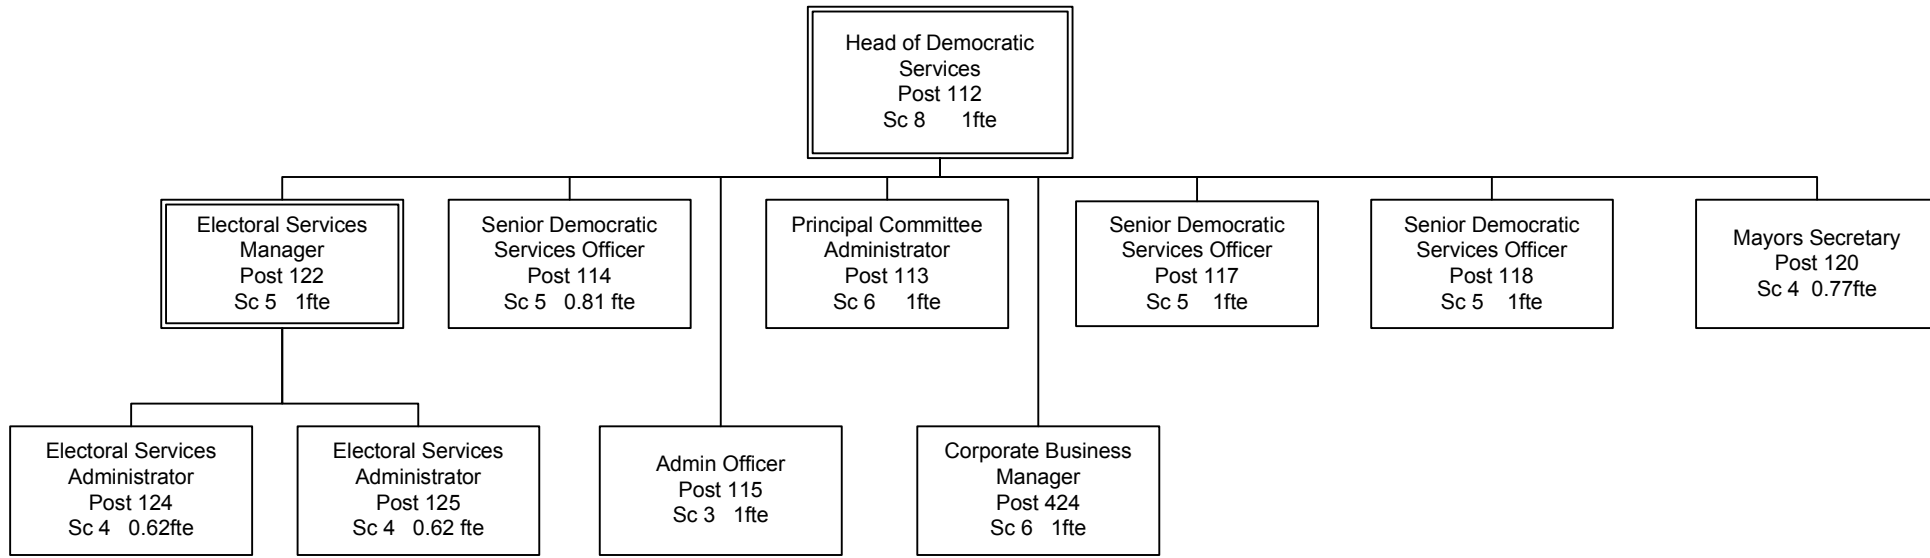 Head of Democratic
Services
Post 112
Sc 8 1fte
Electoral Services
Manager
Post 122
Sc 5 1fte
Senior Democratic
Services Officer
Post 114
Sc 5 0.81 fte
Principal Committee
Administrator
Post 113
Sc 6 1fte
Senior Democratic
Services Officer
Post 117
Sc 5 1fte
Senior Democratic
Services Officer
Post 118
Sc 5 1fte
Mayors Secretary
Post 120
Sc 4 0.77fte
Electoral Services
Administrator
Post 124
Sc 4 0.62fte
Electoral Services
Administrator
Post 125
Sc 4 0.62 fte
Admin Officer
Post 115
Sc 3 1fte
Corporate Business
Manager
Post 424
Sc 6 1fte